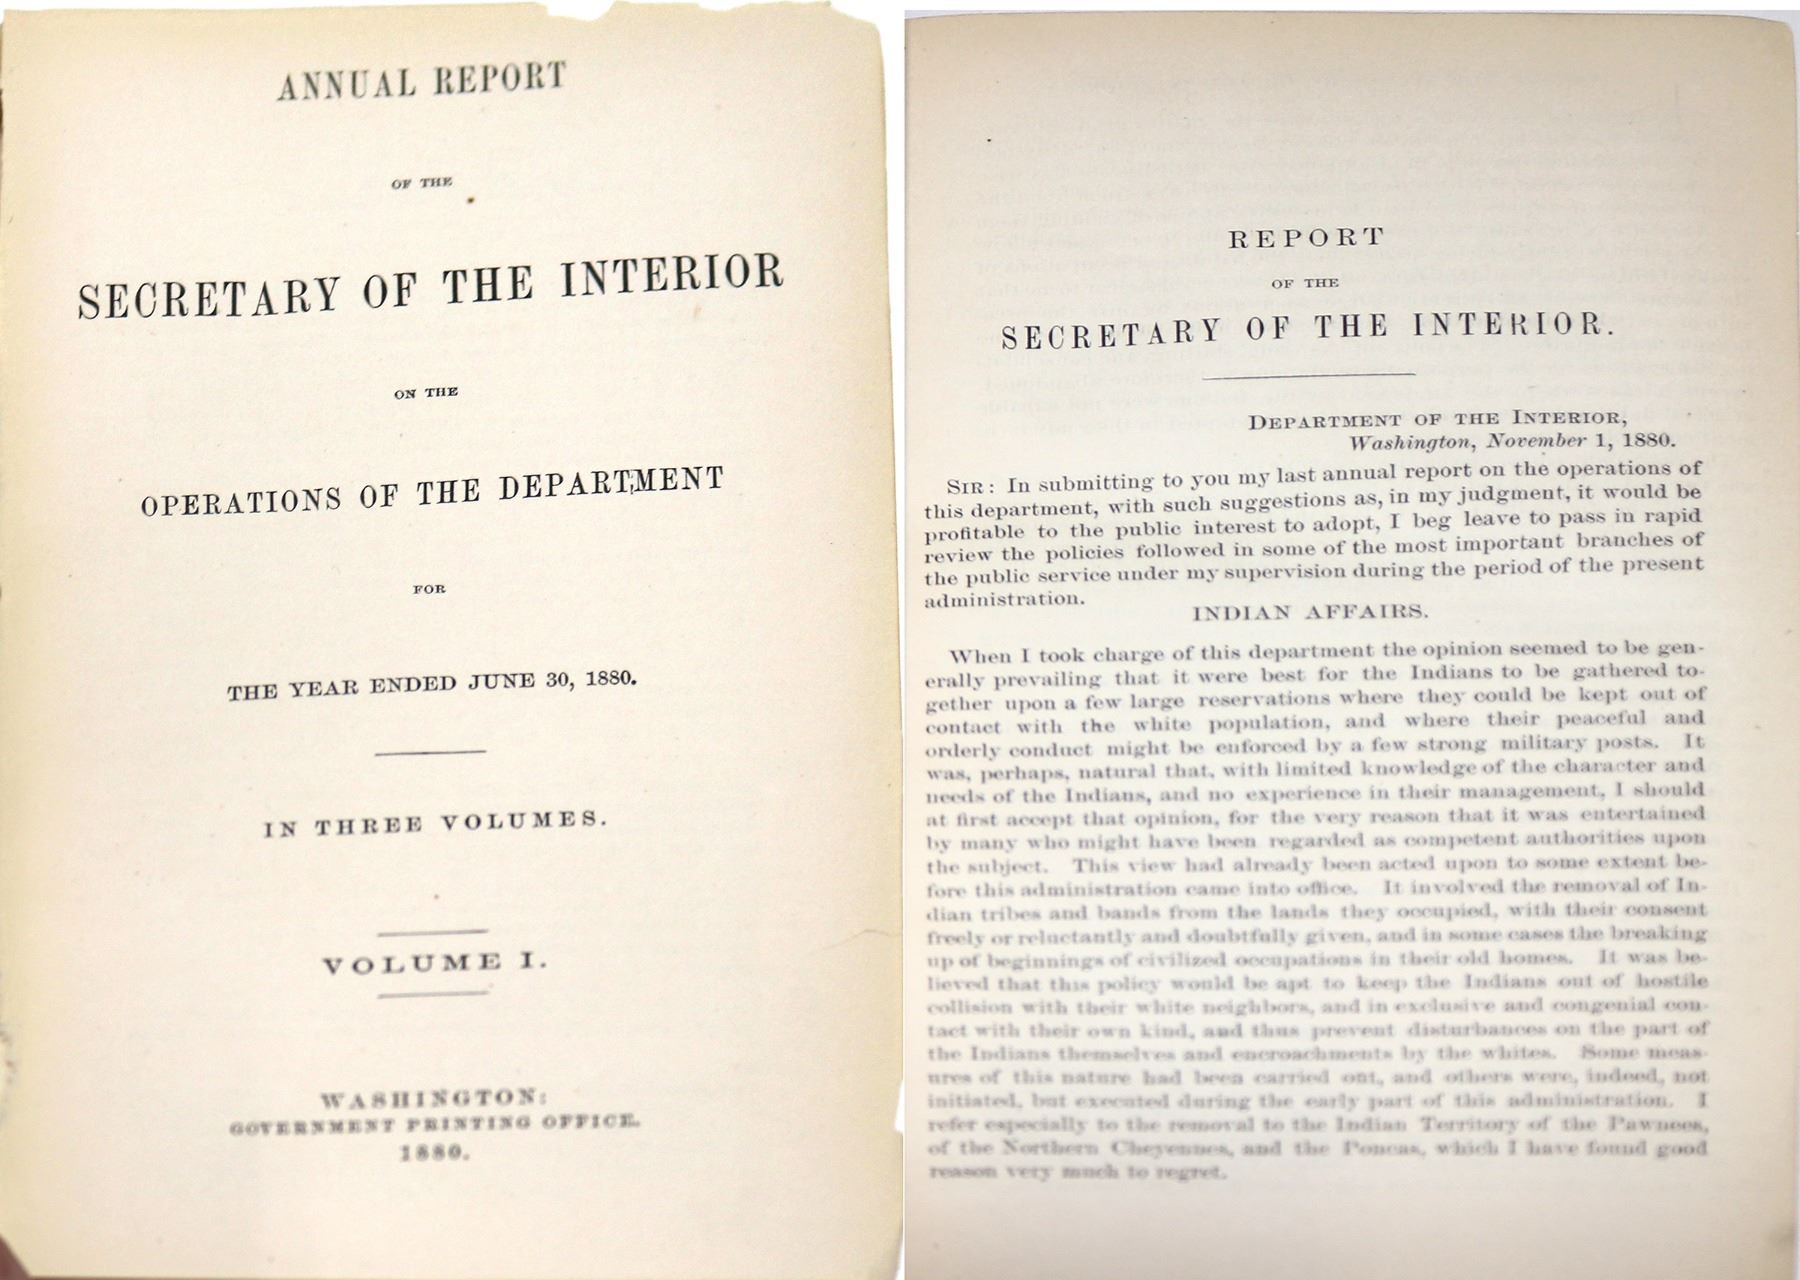 ANNUAL REPORT
OF THE
SECRETARY OF THE INTERIOR
ON THE
OPERATIONS OF THE DEPARTMENT
FOR
THE YEAR ENDED JUNE 30, 1880.
IN THREE VOLUMES.
VOLUME I.
WASHINGTON:
GOVERNMENT PRINTING OFFICE.
1880.
REPORT
OF THE
SECRETARY OF THE INTERIOR.
DEPARTMENT OF THE INTERIOR,
Washington, November 1, 1880.
SIR: In submitting to you my last annual report on the operations of
this department, with such suggestions as, in my judgment, it would be
profitable to the public interest to adopt, I beg leave to pass in rapid
review the policies followed in some of the most important branches of
the public service under my supervision during the period of the present
administration.
INDIAN AFFAIRS.
When I took charge of this department the opinion seemed to be gen-
erally prevailing that it were best for the Indians to be gathered to-
gether upon a few large reservations where they could be kept out of
contact with the white population, and where their peaceful and
orderly conduct might be enforced by a few strong military posts. It
was, perhaps, natural that, with limited knowledge of the character and
needs of the Indians, and no experience in their management, I should
at first accept that opinion, for the very reason that it was entertained
by many who might have been regarded as competent authorities upon
the subject. This view had already been acted upon to some extent be-
fore this administration came into office. It involved the removal of In-
dian tribes and bands from the lands they occupied, with their consent
freely or reluctantly and doubtfully given, and in some cases the breaking
up of beginnings of civilized occupations in their old homes. It was be-
lieved that this policy would be apt to keep the Indians out of hostile
collision with their white neighbors, and in exclusive and congenial con-
tact with their own kind, and thus prevent disturbances on the part of
the Indians themselves and encroachments by the whites. Some meas-
ures of this nature had been carried out, and others were, indeed, not
initiated, but executed during the early part of this administration. I
refer especially to the removal to the Indian Territory of the Pawnees,
of the Northern Cheyennes, and the Poncas, which I have found good
reason very much to regret.